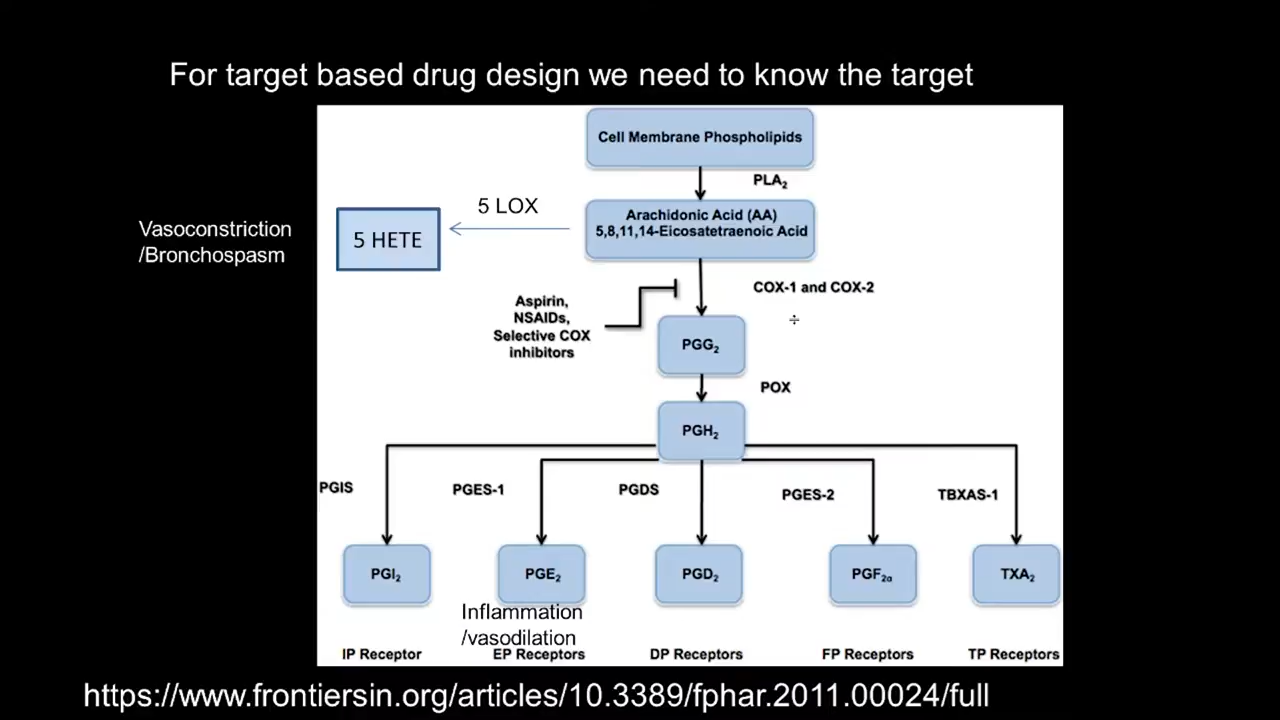 For target based drug design we need to know the target
Cell Membrane Phospholipids
PLA₂
Arachidonic Acid (AA)
5,8,11,14-Eicosatetraenoic Acid
5 LOX
5 HETE
Vasoconstriction
/Bronchospasm
COX-1 and COX-2
÷
Aspirin,
NSAIDs,
Selective COX
inhibitors
PGG₂
POX
PGH₂
PGIS
PGES-1
PGDS
PGES-2
TBXAS-1
PGI₂
PGE₂
PGD₂
PGF₂α
TXA₂
Inflammation
/vasodilation
IP Receptor
EP Receptors
DP Receptors
FP Receptors
TP Receptors
https://www.frontiersin.org/articles/10.3389/fphar.2011.00024/full